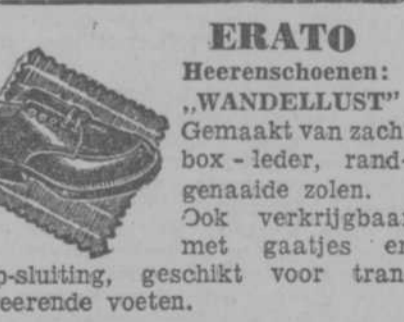 ERATO
Heerenschoenen:
„WANDELLUST”
Gemaakt van zach
box-leder, rand-
genaaide zolen.
Ook verkrijgbaar
met gaatjes en
p-sluiting, geschikt voor tran
eerende voeten.